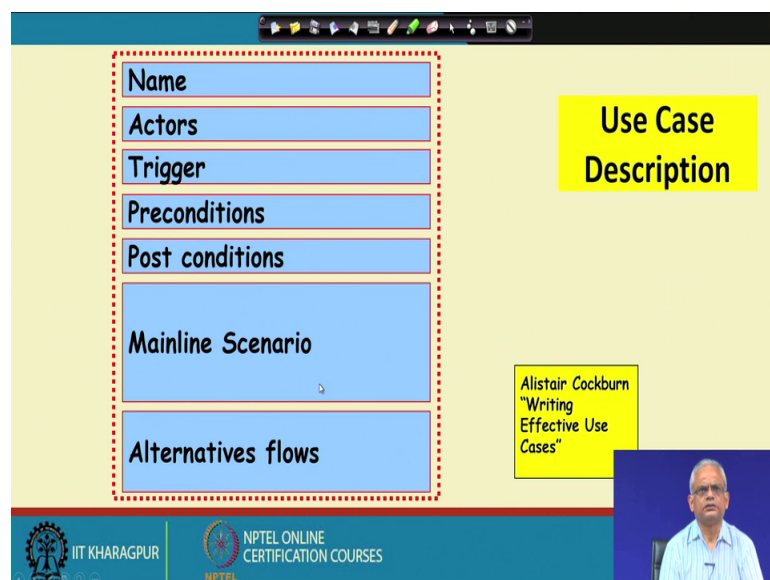 Name
Actors
Trigger
Preconditions
Post conditions
Mainline Scenario
Alternatives flows
Use Case
Description
Alistair Cockburn
“Writing
Effective Use
Cases”
IIT KHARAGPUR
NPTEL ONLINE
CERTIFICATION COURSES
NPTEL